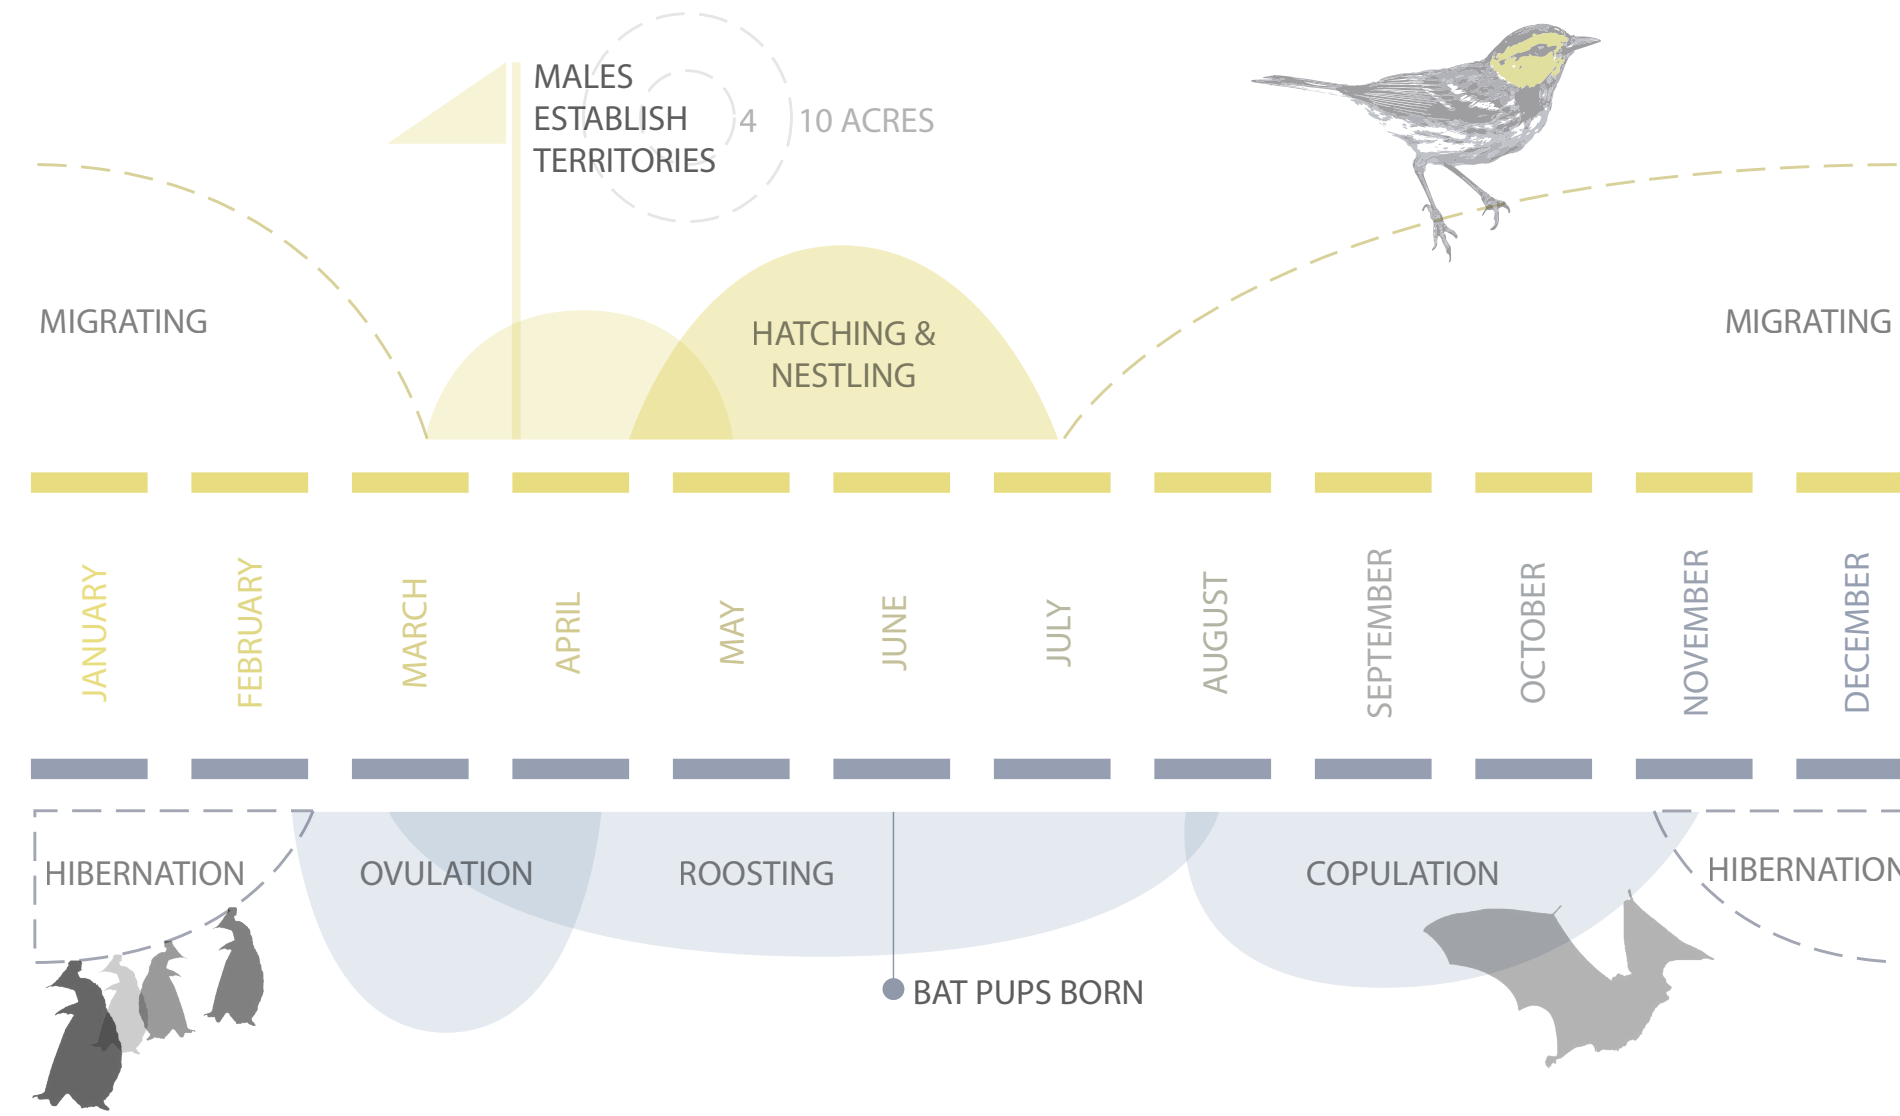 MALES
ESTABLISH
TERRITORIES
4
10 ACRES
MIGRATING
HATCHING &
NESTLING
MIGRATING
JANUARY
FEBRUARY
MARCH
APRIL
MAY
JUNE
JULY
AUGUST
SEPTEMBER
OCTOBER
NOVEMBER
DECEMBER
HIBERNATION
OVULATION
ROOSTING
COPULATION
HIBERNATION
BAT PUPS BORN